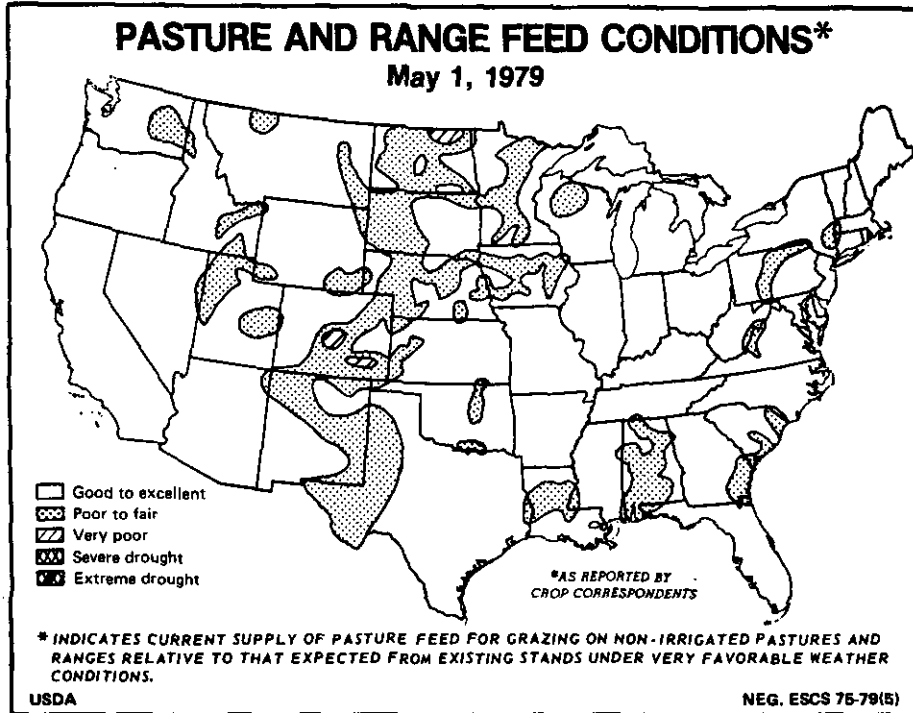 PASTURE AND RANGE FEED CONDITIONS*
May 1, 1979
Good to excellent
Poor to fair
Very poor
Severe drought
Extreme drought
*AS REPORTED BY
CROP CORRESPONDENTS
* INDICATES CURRENT SUPPLY OF PASTURE FEED FOR GRAZING ON NON-IRRIGATED PASTURES AND
RANGES RELATIVE TO THAT EXPECTED FROM EXISTING STANDS UNDER VERY FAVORABLE WEATHER
CONDITIONS.
USDA
NEG. ESCS 75-79(5)